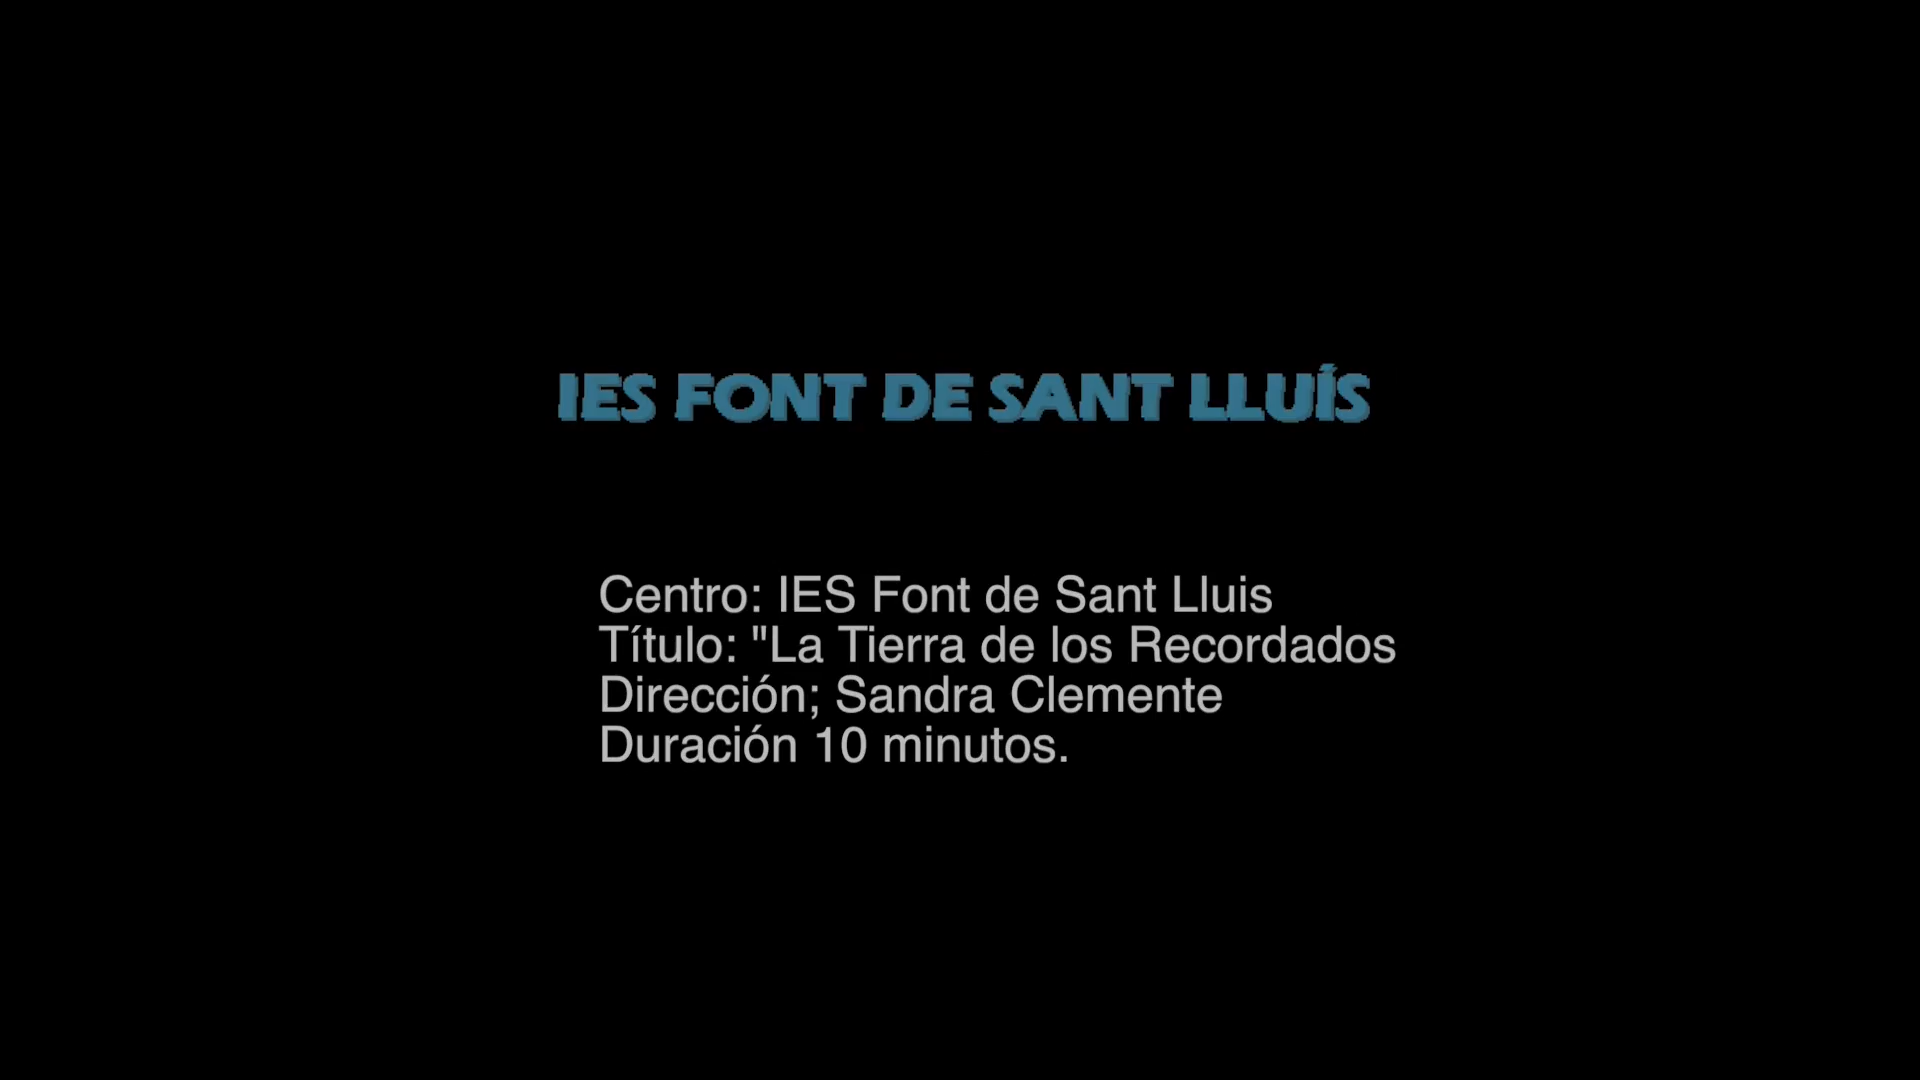 IES FONT DE SANT LLUÍS
Centro: IES Font de Sant Lluis
Título: "La Tierra de los Recordados
Dirección; Sandra Clemente
Duración 10 minutos.